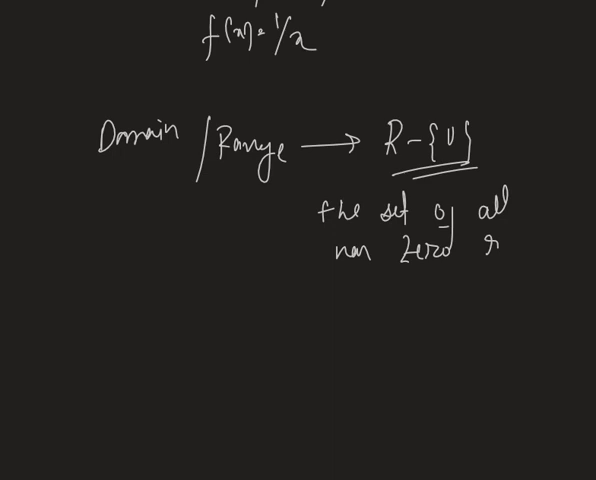 f(x) = 1/x
Domain / Range → R - {0}
the set of all
non zero r